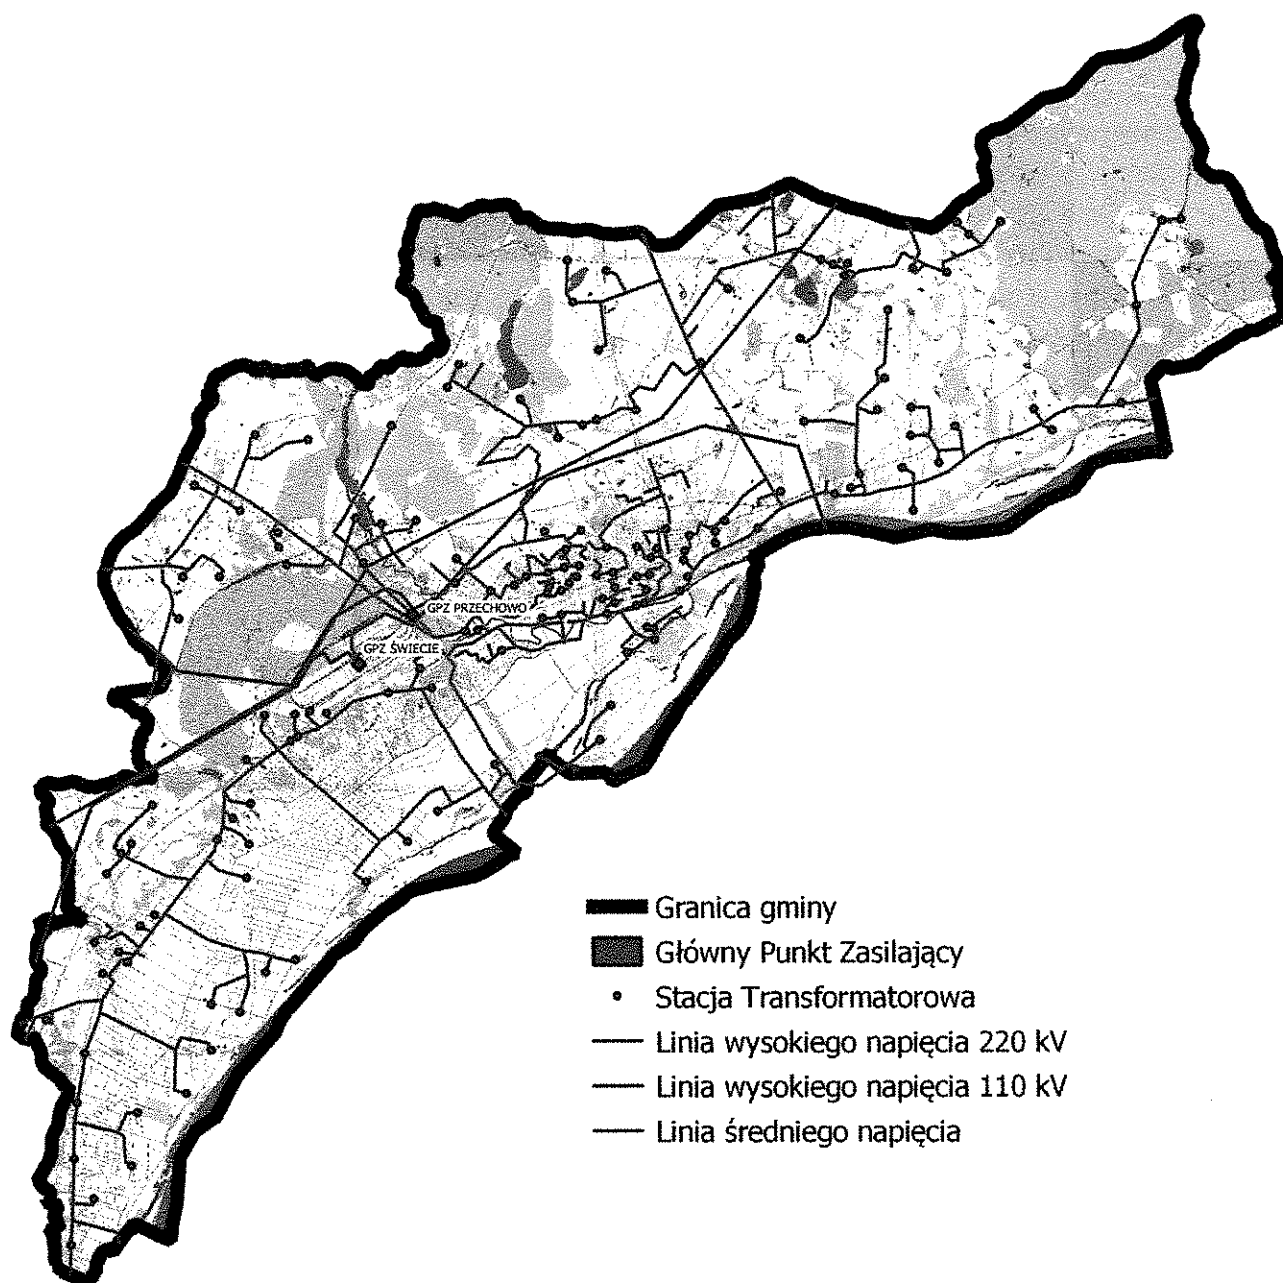 GPZ PRZECHOWO
GPZ ŚWIECIE
Granica gminy
Główny Punkt Zasilający
Stacja Transformatorowa
Linia wysokiego napięcia 220 kV
Linia wysokiego napięcia 110 kV
Linia średniego napięcia